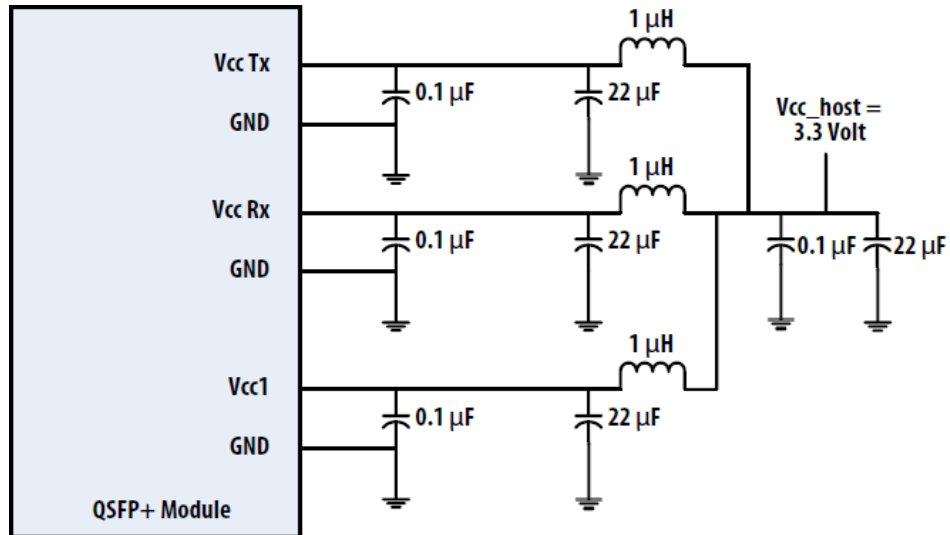 1 μH
Vcc Tx
0.1 μF
22 μF
GND
Vcc_host =
3.3 Volt
1 μH
Vcc Rx
0.1 μF
22 μF
0.1 μF
22 μF
GND
1 μH
Vcc1
0.1 μF
22 μF
GND
QSFP+ Module